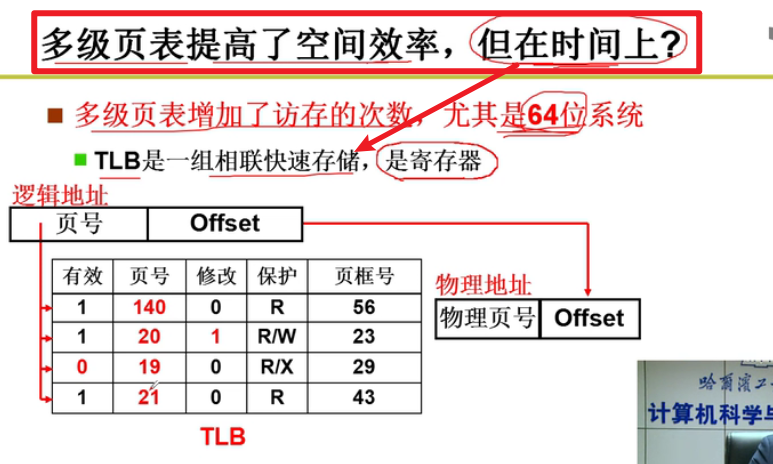 多级页表提高了空间效率，但在时间上?
多级页表增加了访存的次数，尤其是64位系统
TLB是一组相联快速存储，是寄存器
逻辑地址
页号 Offset
有效 页号 修改 保护 页框号
1 140 0 R 56
1 20 1 R/W 23
0 19 0 R/X 29
1 21 0 R 43
TLB
物理地址
物理页号 Offset
哈爾濱工
计算机科学与